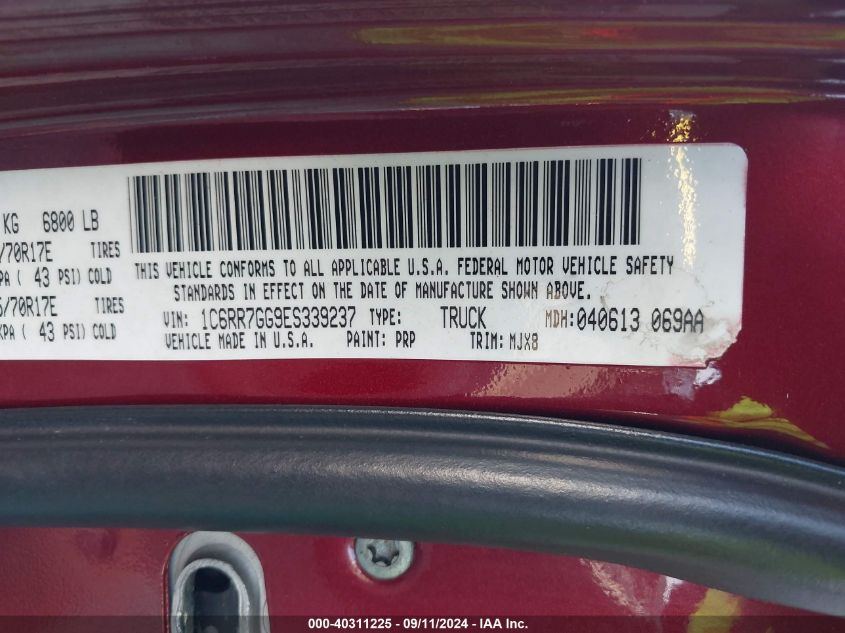 KG 6800 LB
/70R17E TIRES
PA ( 43 PSI) COLD
5/70R17E TIRES
KPA ( 43 PSI) COLD
THIS VEHICLE CONFORMS TO ALL APPLICABLE U.S.A. FEDERAL MOTOR VEHICLE SAFETY
STANDARDS IN EFFECT ON THE DATE OF MANUFACTURE SHOWN ABOVE.
VIN: 1C6RR7GG9ES339237 TYPE: TRUCK MDH: 040613 069AA
VEHICLE MADE IN U.S.A. PAINT: PRP TRIM: MJX8
000-40311225 - 09/11/2024 - IAA Inc.